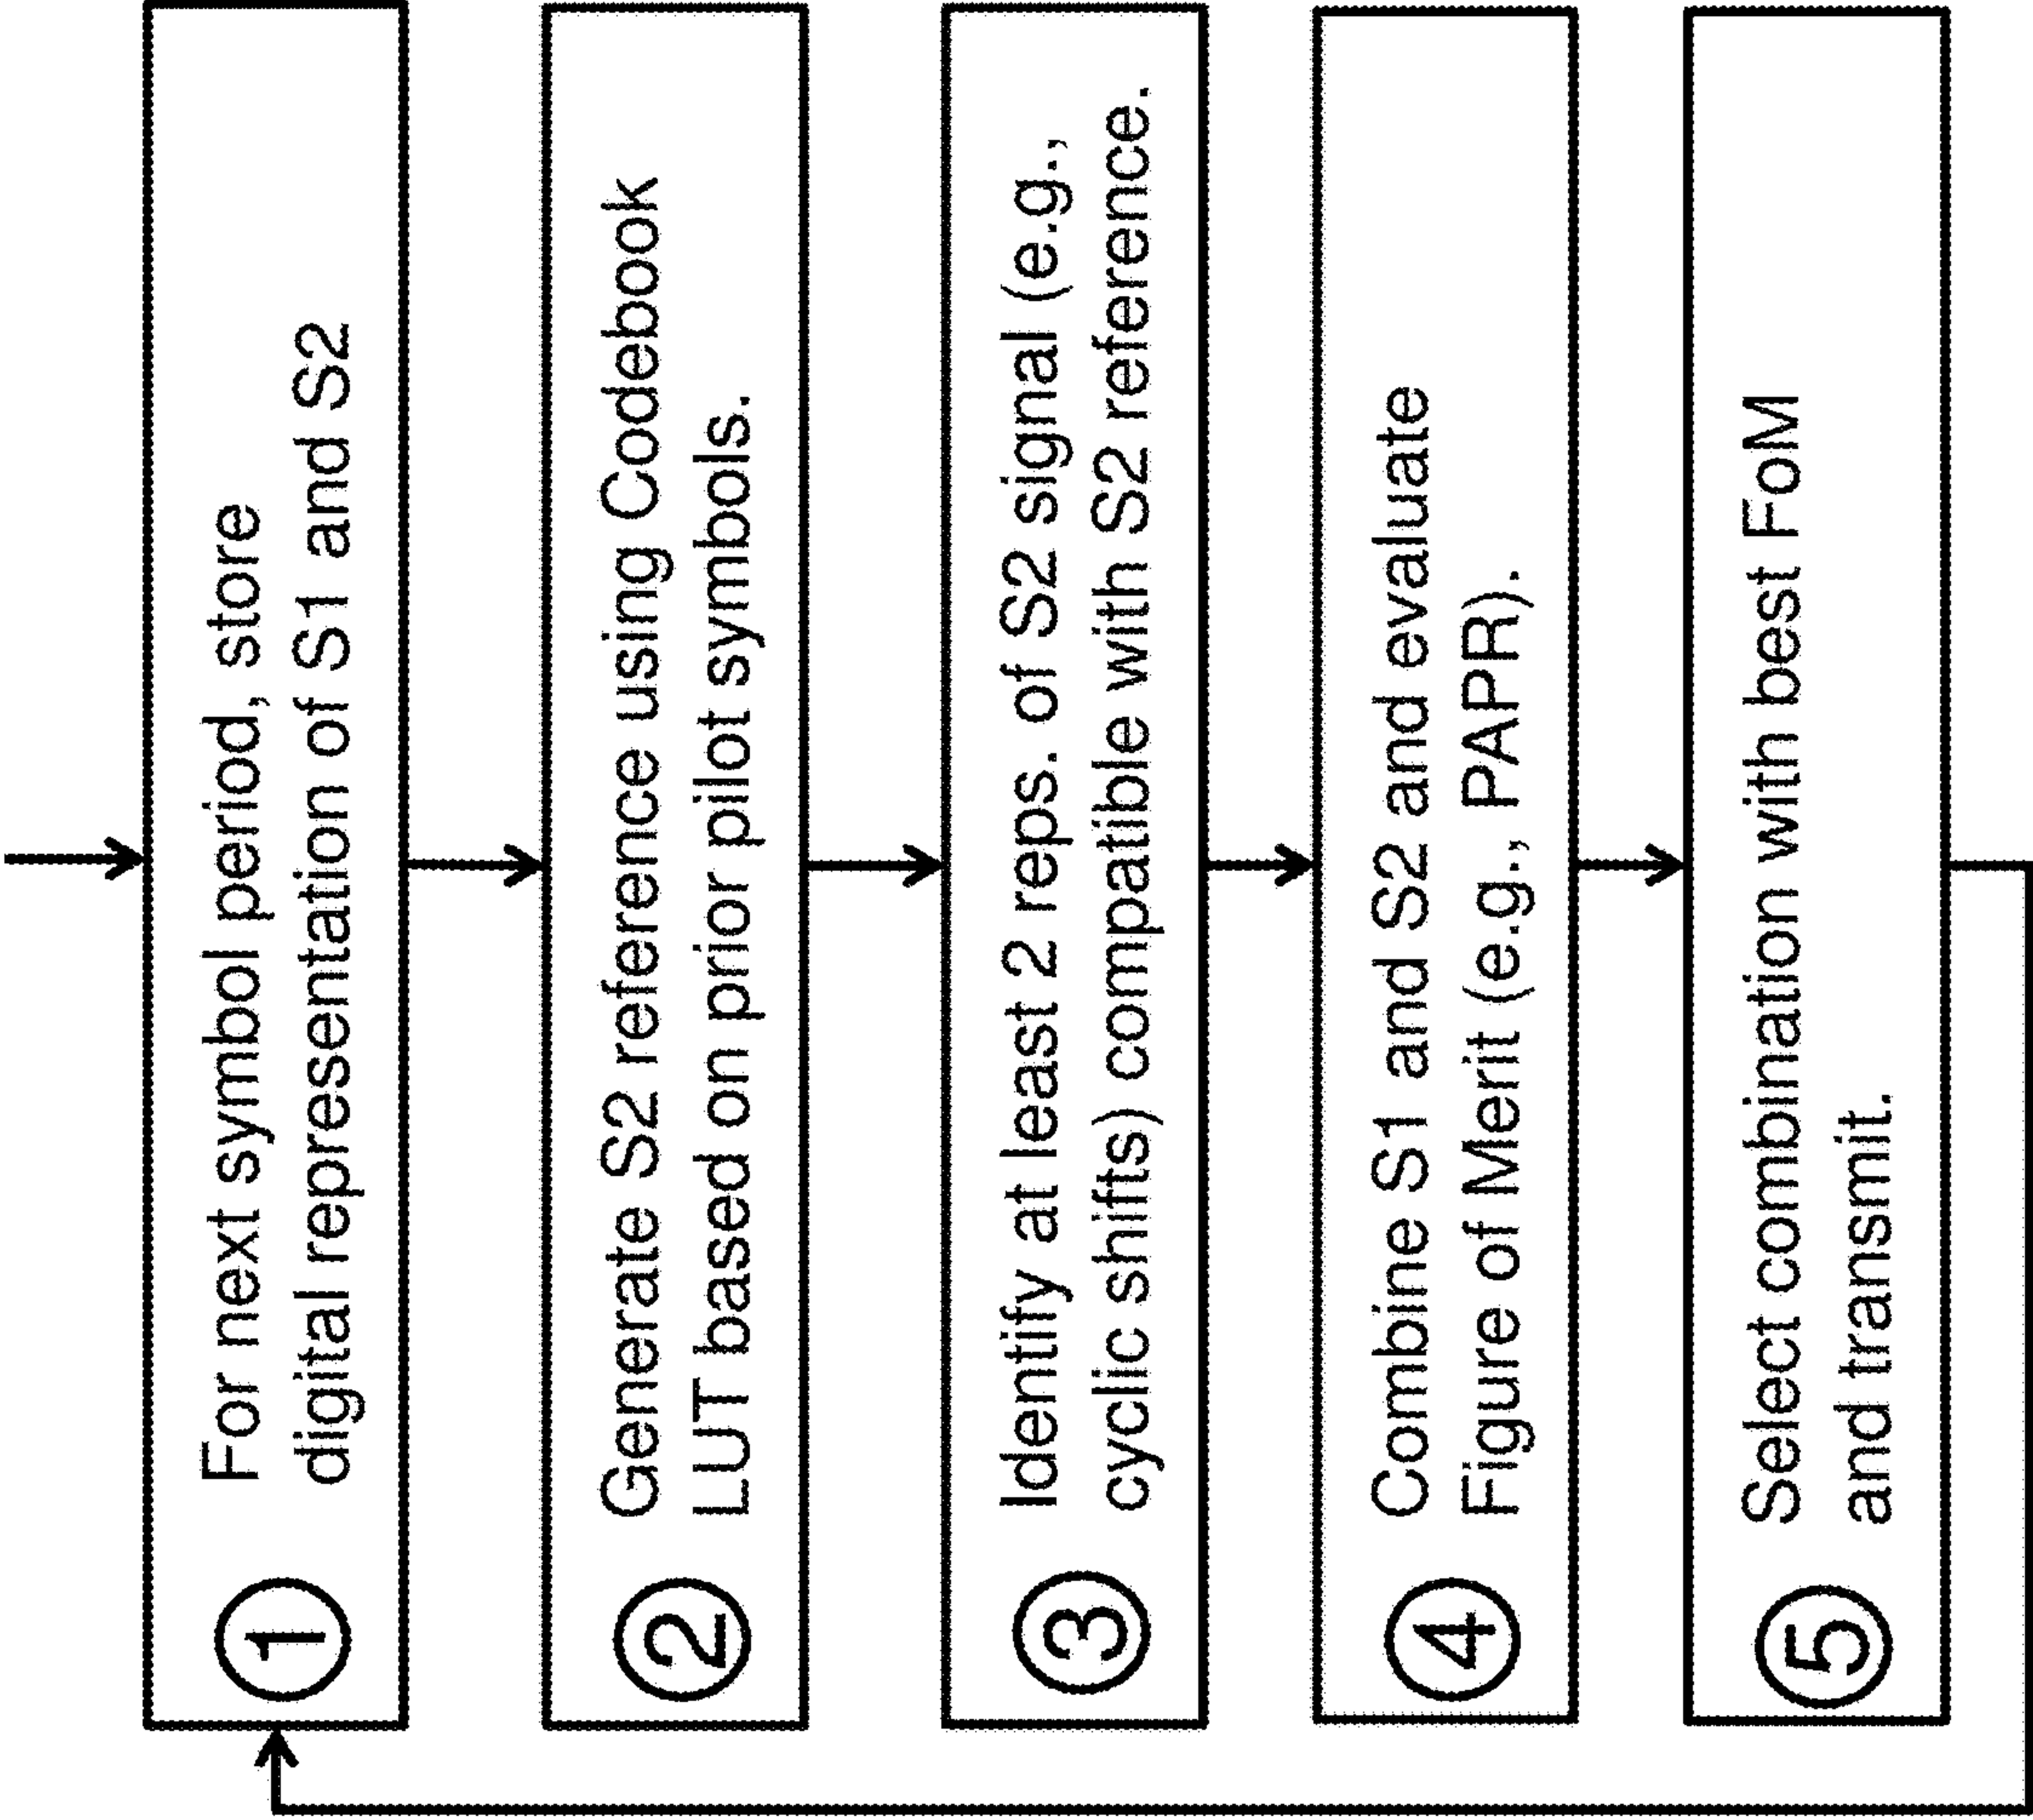 ① For next symbol period, store
digital representation of S1 and S2
② Generate S2 reference using Codebook
LUT based on prior pilot symbols.
③ Identify at least 2 reps. of S2 signal (e.g.,
cyclic shifts) compatible with S2 reference.
④ Combine S1 and S2 and evaluate
Figure of Merit (e.g., PAPR).
⑤ Select combination with best FoM
and transmit.